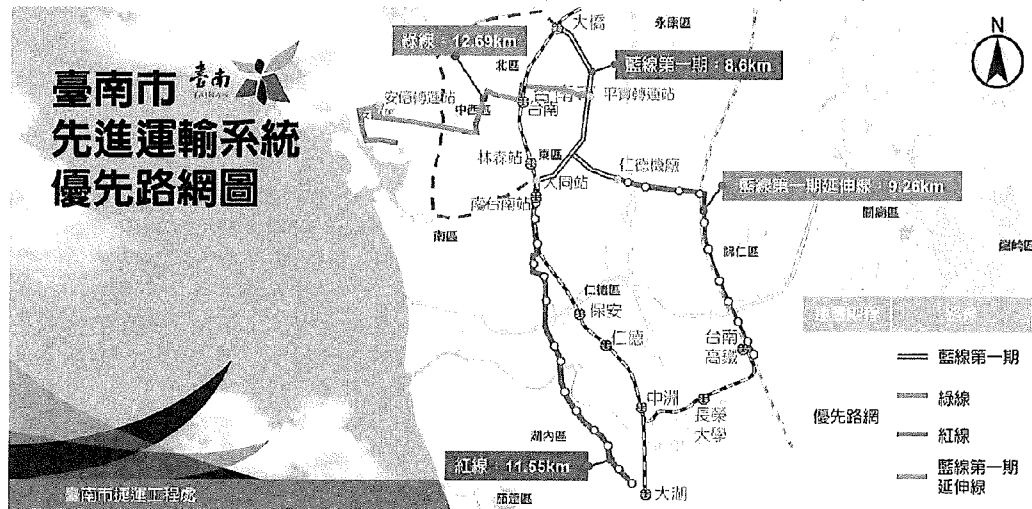 臺南市
臺南
TAINAN
先進運輸系統
優先路網圖
臺南市捷運工程處
N
大橋
永康區
綠線：12.69km
北區
藍線第一期：8.6km
安信轉運站
中西區
台南
平實轉運站
林森站
東區
仁德機廠
大同站
藍線第一期延伸線：9.26km
南台南站
關廟區
南區
歸仁區
龍崎區
仁德區
保安
仁德
台南
高鐵
中洲
長榮
大學
湖內區
紅線：11.55km
大湖
優先路網
藍線第一期
綠線
紅線
藍線第一期
延伸線